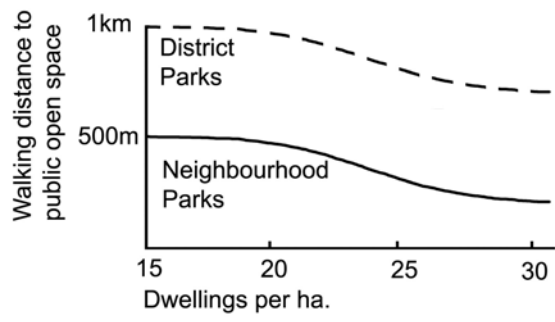 Walking distance to
public open space
1km
District
Parks
500m
Neighbourhood
Parks
15 20 25 30
Dwellings per ha.